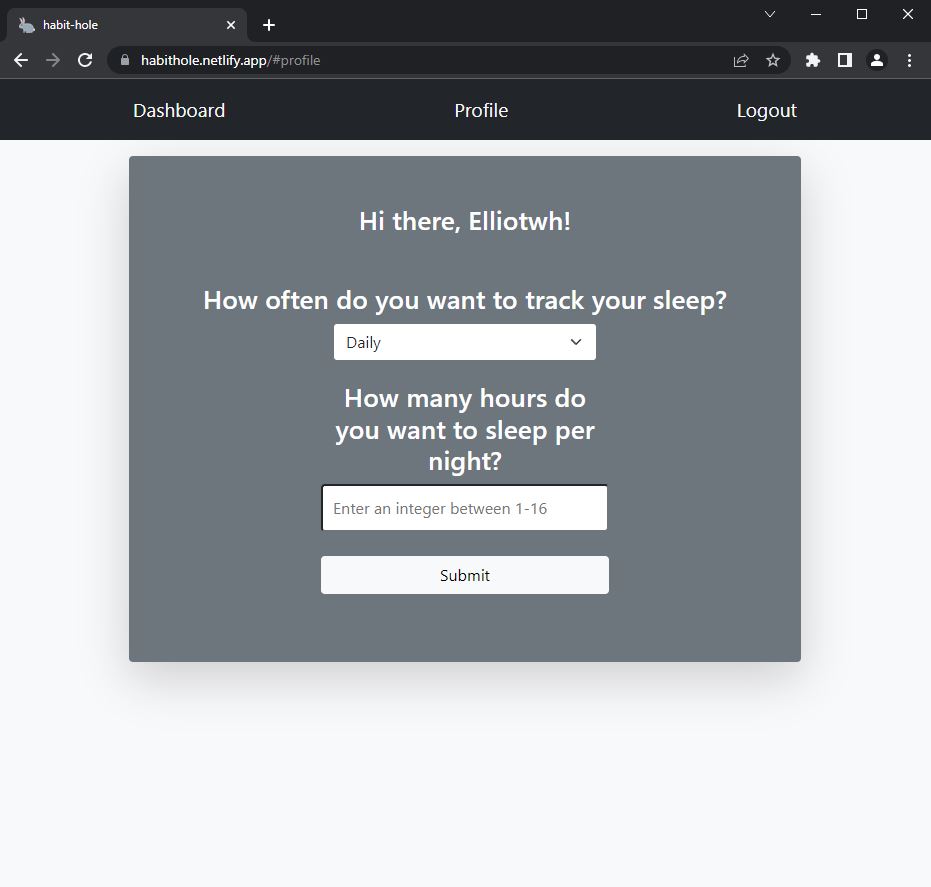 habit-hole
habithole.netlify.app/#profile
Dashboard Profile Logout
Hi there, Elliotwh!
How often do you want to track your sleep?
Daily
How many hours do
you want to sleep per
night?
Enter an integer between 1-16
Submit